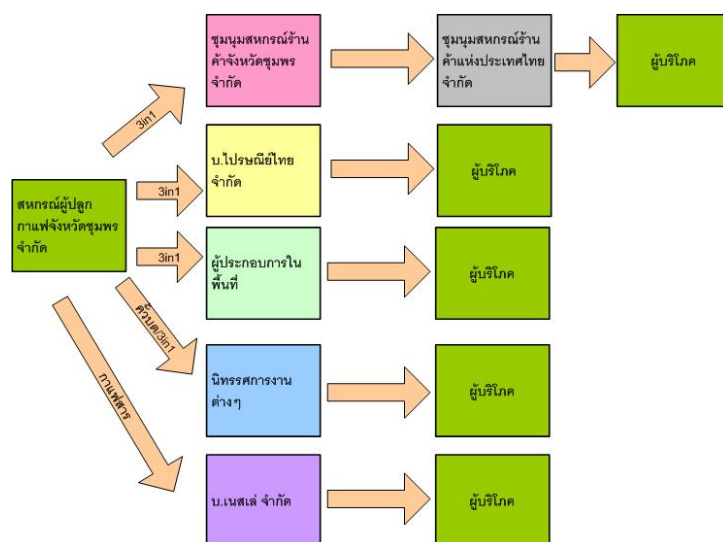 ชุมนุมสหกรณ์ร้าน
ค้าจังหวัดชุมพร
จำกัด
ชุมนุมสหกรณ์ร้าน
ค้าแห่งประเทศไทย
จำกัด
ผู้บริโภค
3in1
บ.ไปรษณีย์ไทย
จำกัด
ผู้บริโภค
3in1
สหกรณ์ผู้ปลูก
กาแฟจังหวัดชุมพร
จำกัด
3in1
ผู้ประกอบการใน
พื้นที่
ผู้บริโภค
คั่วบด/3in1
นิทรรศการงาน
ต่างๆ
ผู้บริโภค
กาแฟสาร
บ.เนสเล่ จำกัด
ผู้บริโภค